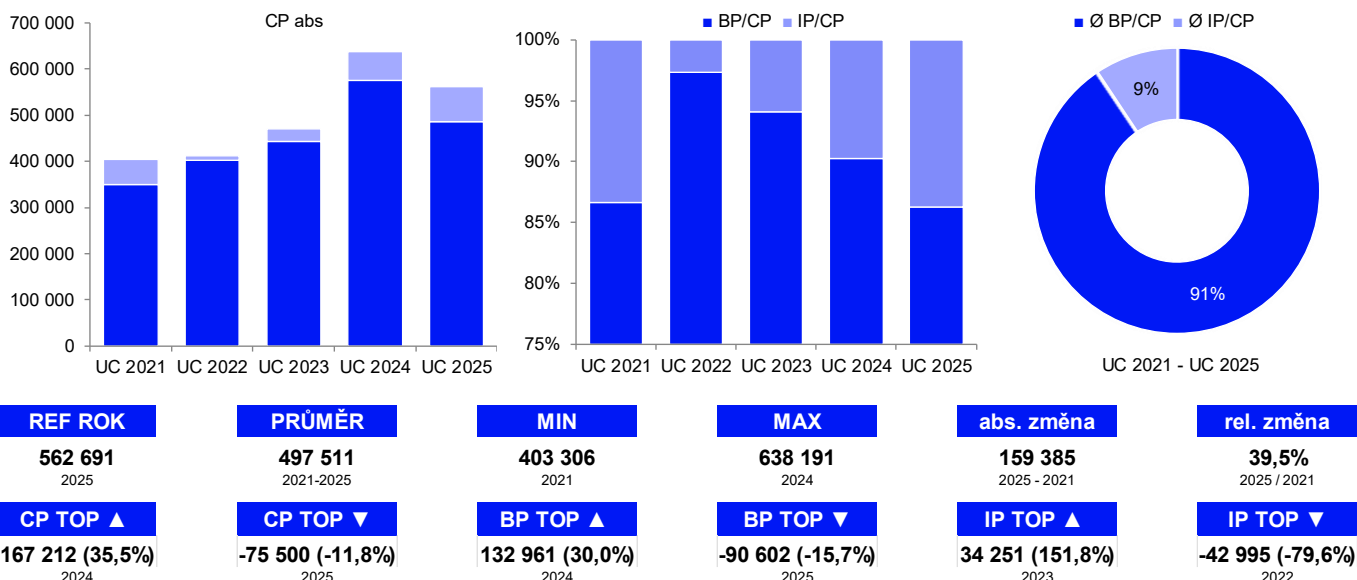 CP abs
700 000
600 000
500 000
400 000
300 000
200 000
100 000
0
UC 2021 UC 2022 UC 2023 UC 2024 UC 2025
BP/CP IP/CP
100%
95%
90%
85%
80%
75%
UC 2021 UC 2022 UC 2023 UC 2024 UC 2025
Ø BP/CP Ø IP/CP
9%
91%
UC 2021 - UC 2025
REF ROK PRŮMĚR MIN MAX abs. změna rel. změna
562 691 497 511 403 306 638 191 159 385 39,5%
2025 2021-2025 2021 2024 2025 - 2021 2025 / 2021
CP TOP ▲ CP TOP ▼ BP TOP ▲ BP TOP ▼ IP TOP ▲ IP TOP ▼
167 212 (35,5%) -75 500 (-11,8%) 132 961 (30,0%) -90 602 (-15,7%) 34 251 (151,8%) -42 995 (-79,6%)
2024 2025 2024 2025 2023 2022